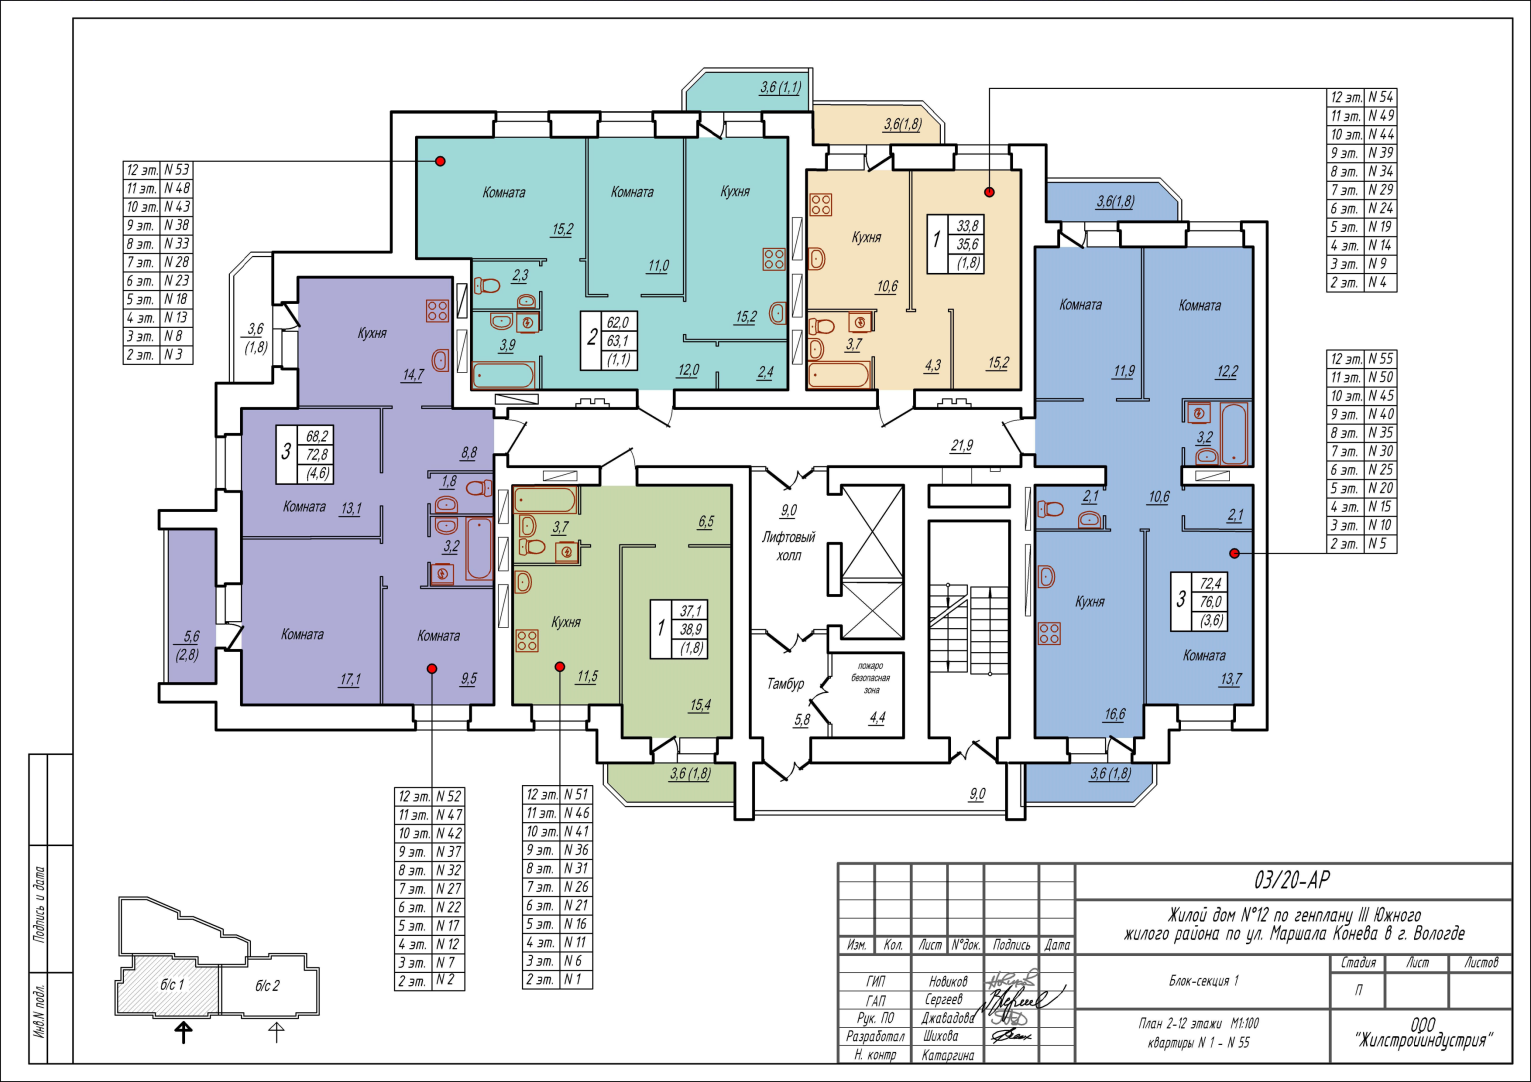 12 эт. N 53
11 эт. N 48
10 эт. N 43
9 эт. N 38
8 эт. N 33
7 эт. N 28
6 эт. N 23
5 эт. N 18
4 эт. N 13
3 эт. N 8
2 эт. N 3
12 эт. N 54
11 эт. N 49
10 эт. N 44
9 эт. N 39
8 эт. N 34
7 эт. N 29
6 эт. N 24
5 эт. N 19
4 эт. N 14
3 эт. N 9
2 эт. N 4
12 эт. N 55
11 эт. N 50
10 эт. N 45
9 эт. N 40
8 эт. N 35
7 эт. N 30
6 эт. N 25
5 эт. N 20
4 эт. N 15
3 эт. N 10
2 эт. N 5
3,6 (1,1)
Комната
15,2
Комната
11,0
Кухня
15,2
2,3
3,9
2
62,0
63,1
(1,1)
12,0
2,4
3,6(1,8)
Кухня
10,6
1
33,8
35,6
(1,8)
3,7
4,3
15,2
3,6(1,8)
Комната
11,9
Комната
12,2
3,2
2,1
10,6
2,1
Кухня
16,6
3
72,4
76,0
(3,6)
Комната
13,7
3,6 (1,8)
3,6
(1,8)
Кухня
14,7
3
68,2
72,8
(4,6)
Комната
13,1
8,8
1,8
3,2
5,6
(2,8)
Комната
17,1
Комната
9,5
3,7
6,5
Кухня
11,5
1
37,1
38,9
(1,8)
15,4
3,6 (1,8)
21,9
9,0
Лифтовый
холл
Тамбур
5,8
пожаро
безопасная
зона
4,4
9,0
12 эт. N 52
11 эт. N 47
10 эт. N 42
9 эт. N 37
8 эт. N 32
7 эт. N 27
6 эт. N 22
5 эт. N 17
4 эт. N 12
3 эт. N 7
2 эт. N 2
12 эт. N 51
11 эт. N 46
10 эт. N 41
9 эт. N 36
8 эт. N 31
7 эт. N 26
6 эт. N 21
5 эт. N 16
4 эт. N 11
3 эт. N 6
2 эт. N 1
Подпись и дата
Инв.N подл.
б/с 1
б/с 2
03/20-АР
Жилой дом N°12 по генплану III Южного
жилого района по ул. Маршала Конева в г. Вологде
Изм. Кол. Лист N°док. Подпись Дата
ГИП Новиков
ГАП Сергеев
Рук. ПО Джавадова
Разработал Шихова
Н. контр Катаргина
Блок-секция 1
Стадия Лист Листов
П
План 2-12 этажи М1:100
квартиры N 1 - N 55
ООО
"Жилстройиндустрия"